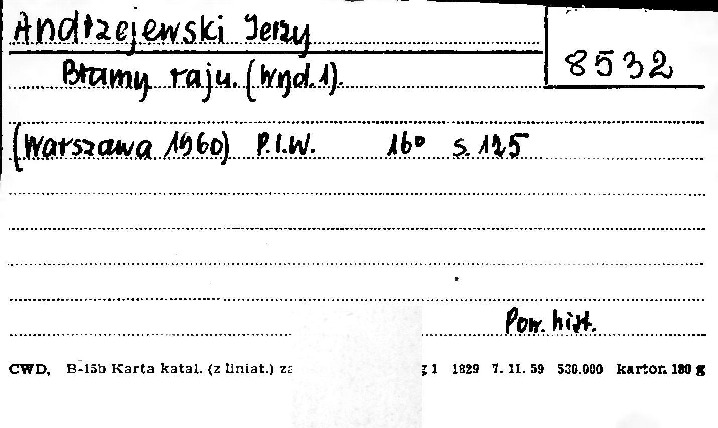 Andrzejewski Jerzy
8532
Bramy raju. (Wyd. 1).
(Warszawa 1960) P.I.W. 16° s. 125
Pow. hist.
CWD, B-15b Karta katal. (z liniat.) za g 1 1829 7. 11. 59 530.000 karton 180 g